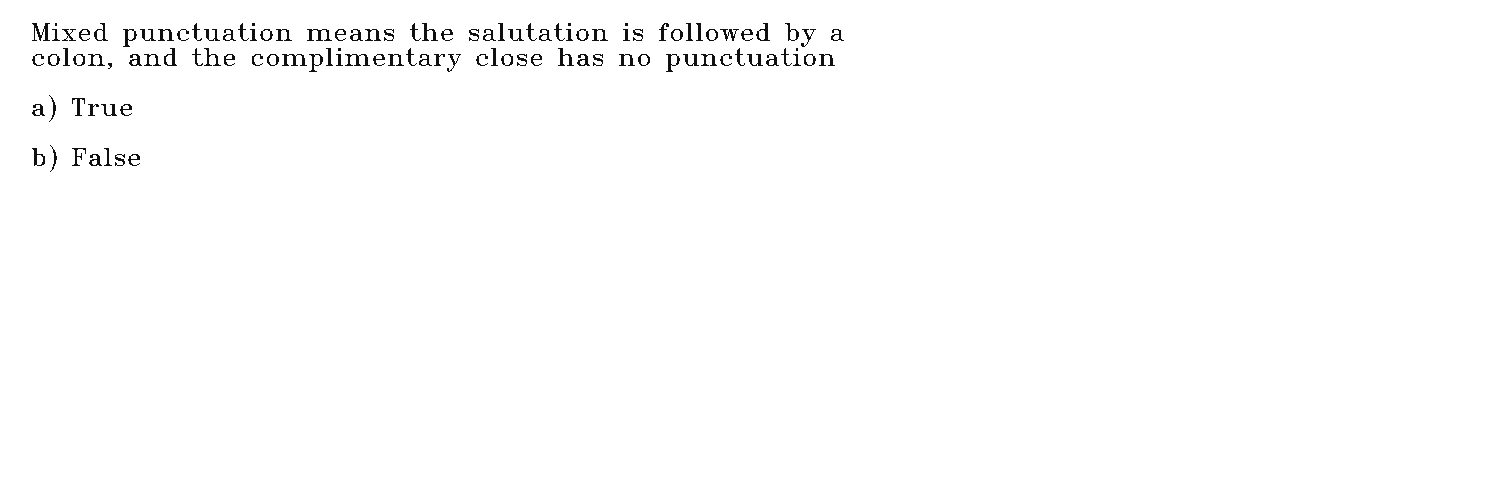 Mixed punctuation means the salutation is followed by a
colon, and the complimentary close has no punctuation
a) True
b) False